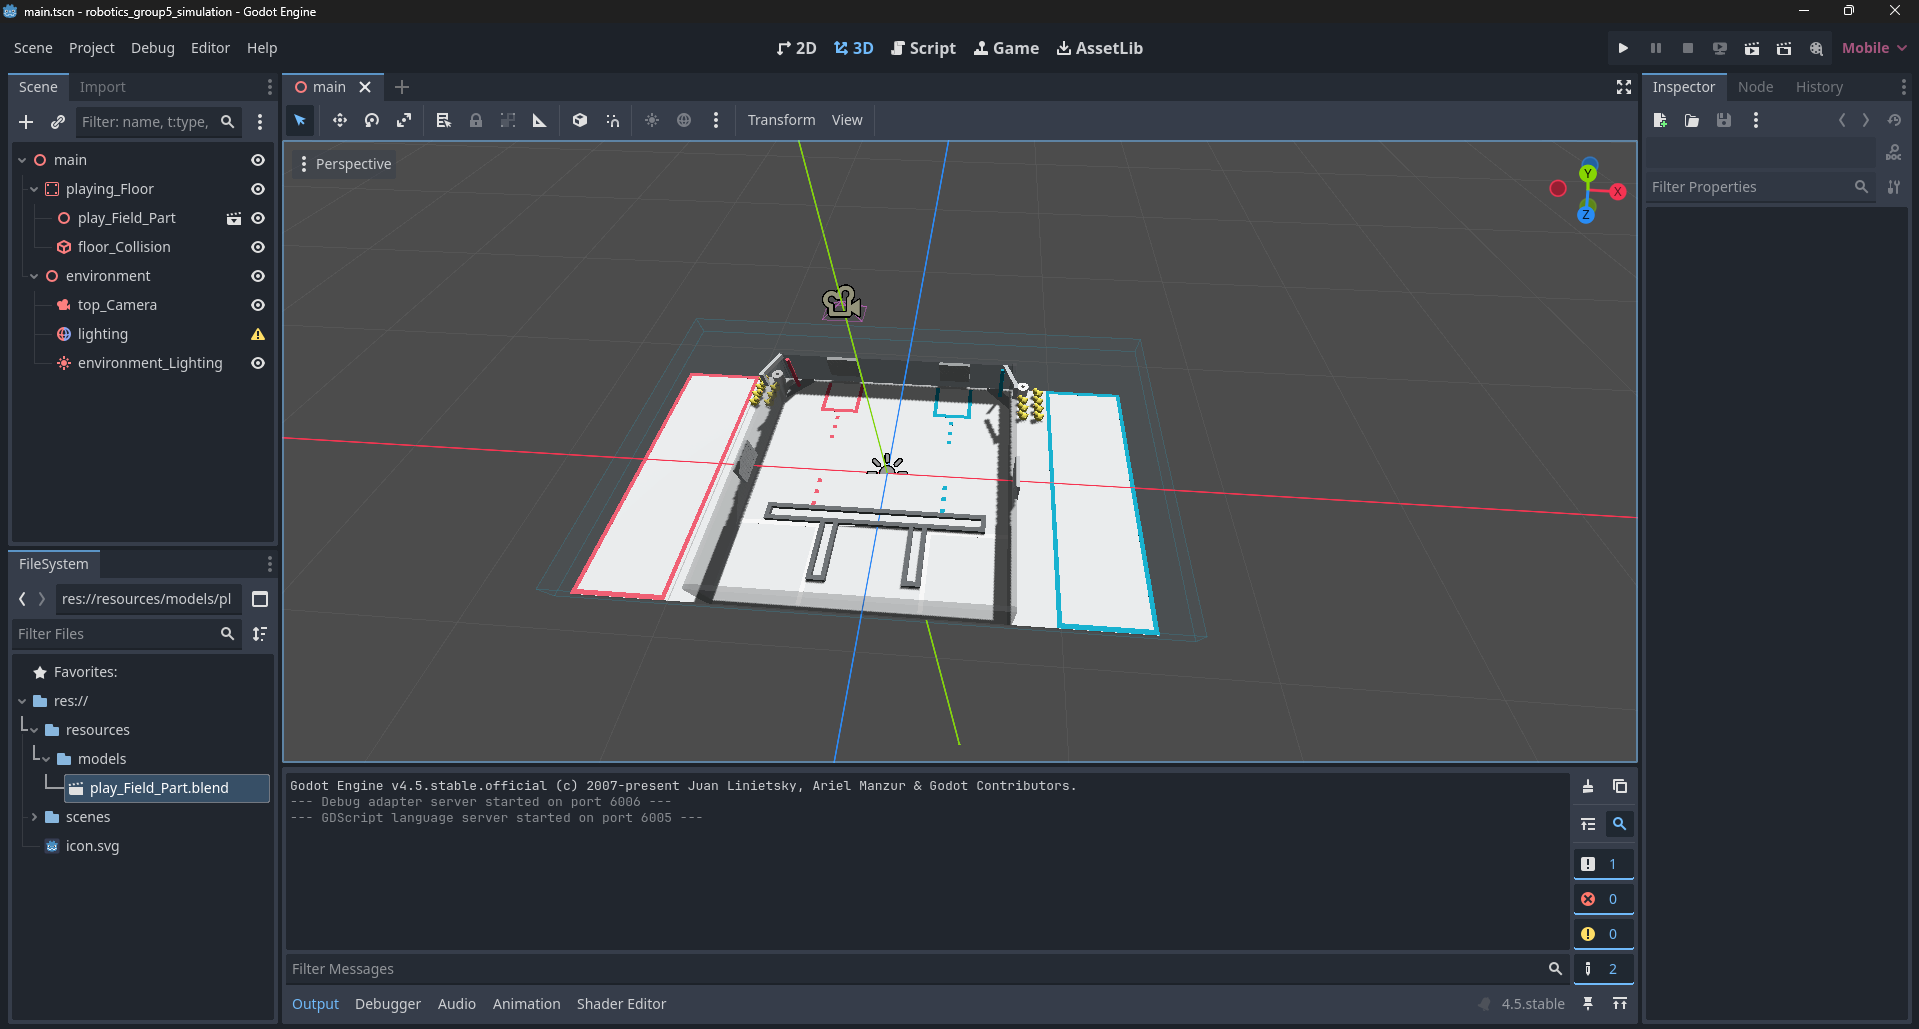 main.tscn - robotics_group5_simulation - Godot Engine
Scene Project Debug Editor Help
2D 3D Script Game AssetLib
Mobile
Scene Import
Filter: name, t:type,
main
playing_Floor
play_Field_Part
floor_Collision
environment
top_Camera
lighting
environment_Lighting
FileSystem
res://resources/models/pl
Filter Files
Favorites:
res://
resources
models
play_Field_Part.blend
scenes
icon.svg
main
Transform View
Perspective
Y
X
Z
Godot Engine v4.5.stable.official (c) 2007-present Juan Linietsky, Ariel Manzur & Godot Contributors.
--- Debug adapter server started on port 6006 ---
--- GDScript language server started on port 6005 ---
1
0
0
2
Filter Messages
Output Debugger Audio Animation Shader Editor
4.5.stable
Inspector Node History
DOC
Filter Properties